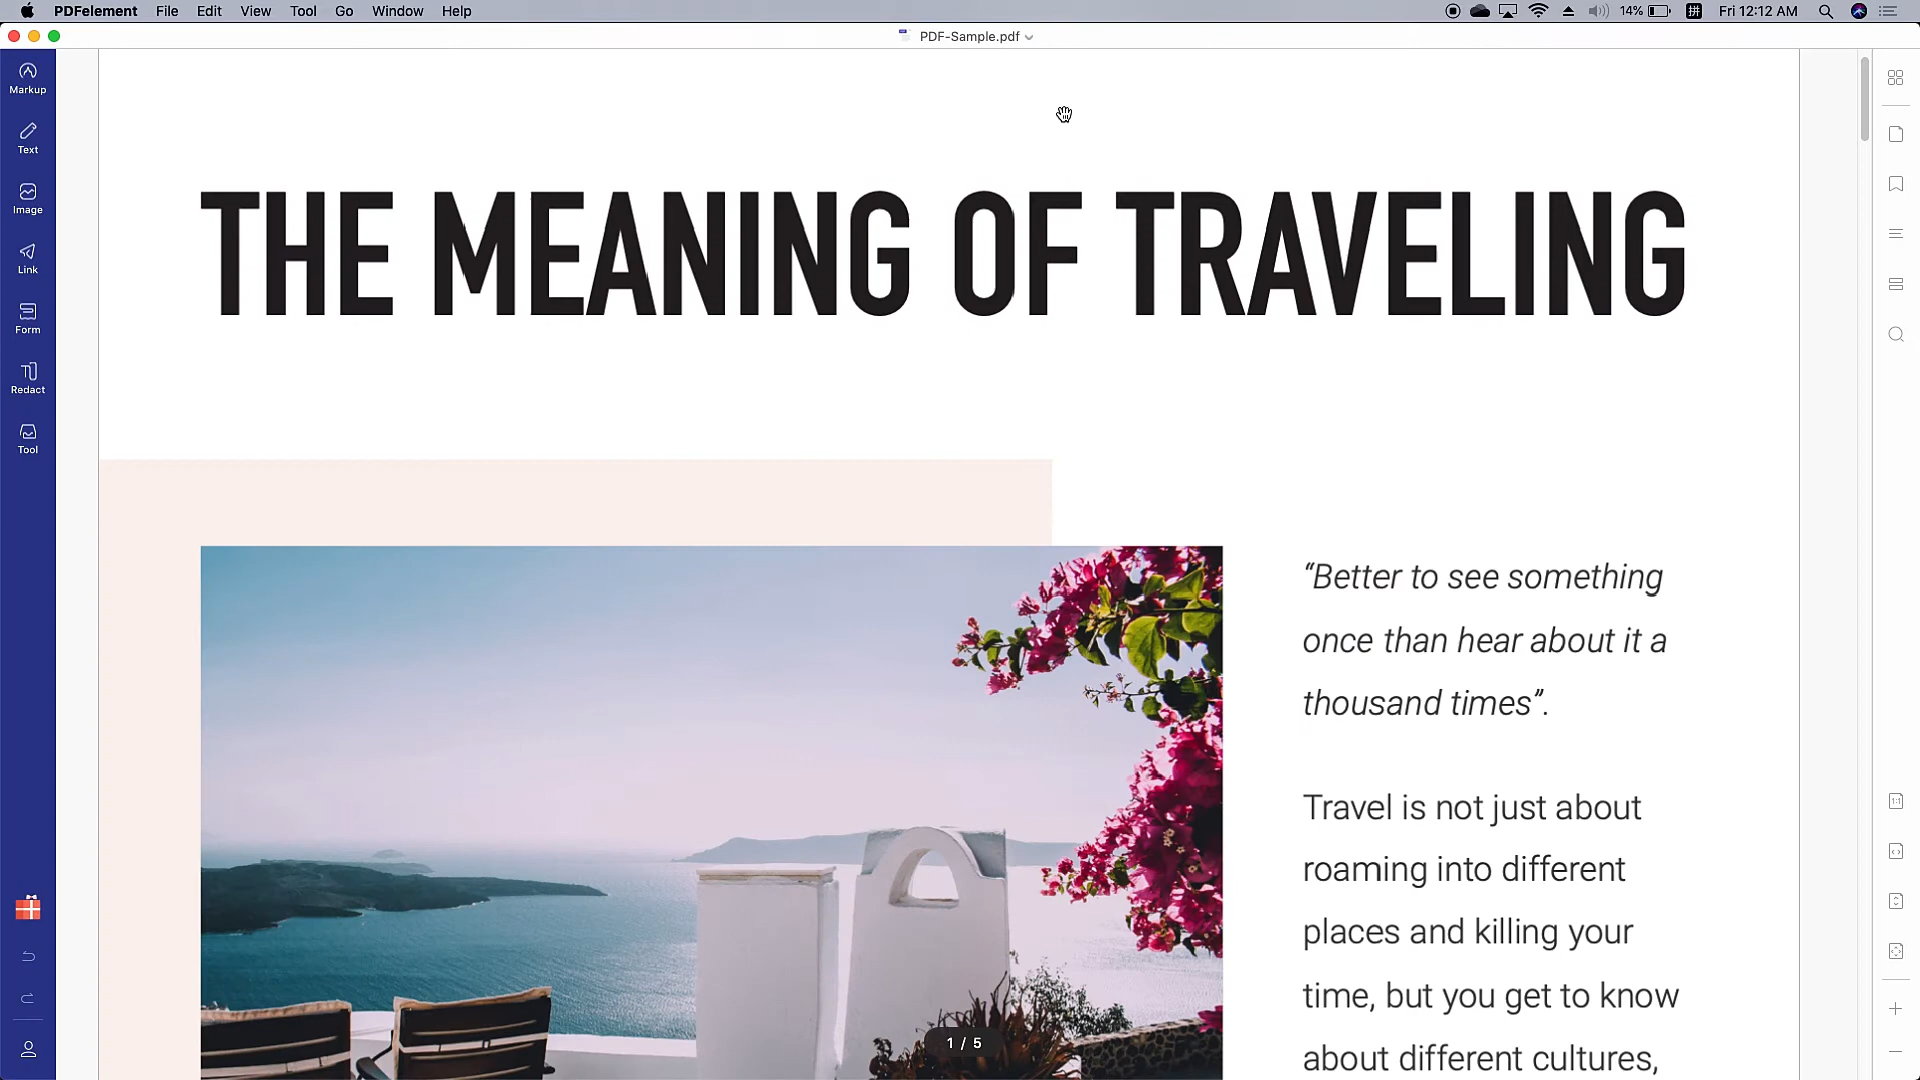 PDFelement File Edit View Tool Go Window Help 14% Fri 12:12 AM
PDF-Sample.pdf
Markup
Text
Image
Link
Form
Redact
Tool
THE MEANING OF TRAVELING
“Better to see something
once than hear about it a
thousand times”.
Travel is not just about
roaming into different
places and killing your
time, but you get to know
about different cultures,
1 / 5